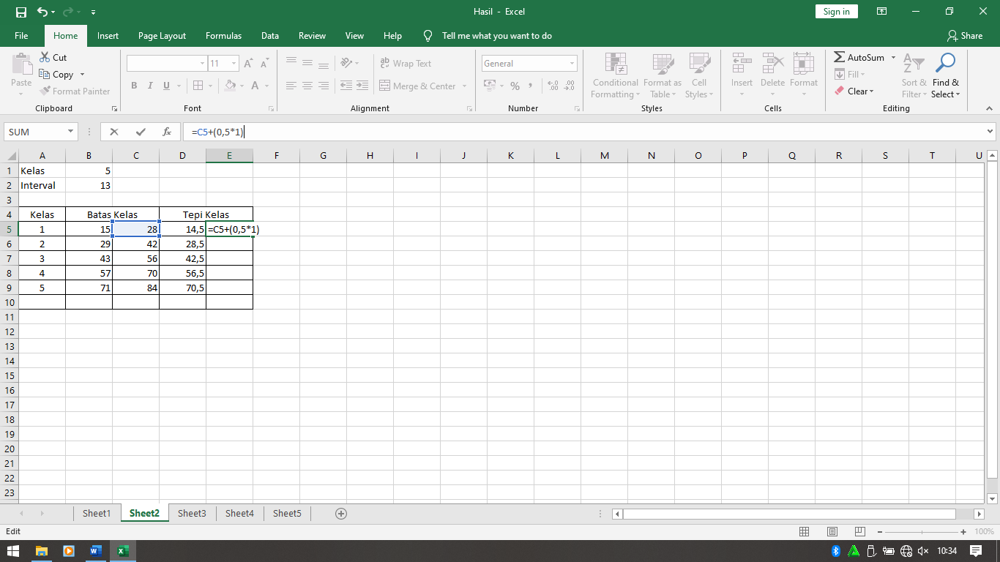 Hasil - Excel
Sign in
File Home Insert Page Layout Formulas Data Review View Help Tell me what you want to do Share
Paste
Cut
Copy
Format Painter
Clipboard
11
B I U
A A
A
Font
ab Wrap Text
Merge & Center
Alignment
General
% ,
Number
Conditional Formatting
Format as Table
Cell Styles
Styles
Insert Delete Format
Cells
AutoSum
Fill
Clear
Sort & Filter
Find & Select
Editing
SUM fx =C5+(0,5*1)
A B C D E F G H I J K L M N O P Q R S T U
1 Kelas 5
2 Interval 13
3
4 Kelas Batas Kelas Tepi Kelas
5 1 15 28 14,5 =C5+(0,5*1)
6 2 29 42 28,5
7 3 43 56 42,5
8 4 57 70 56,5
9 5 71 84 70,5
10
11
12
13
14
15
16
17
18
19
20
21
22
23
Sheet1 Sheet2 Sheet3 Sheet4 Sheet5
Edit 100%
10:34